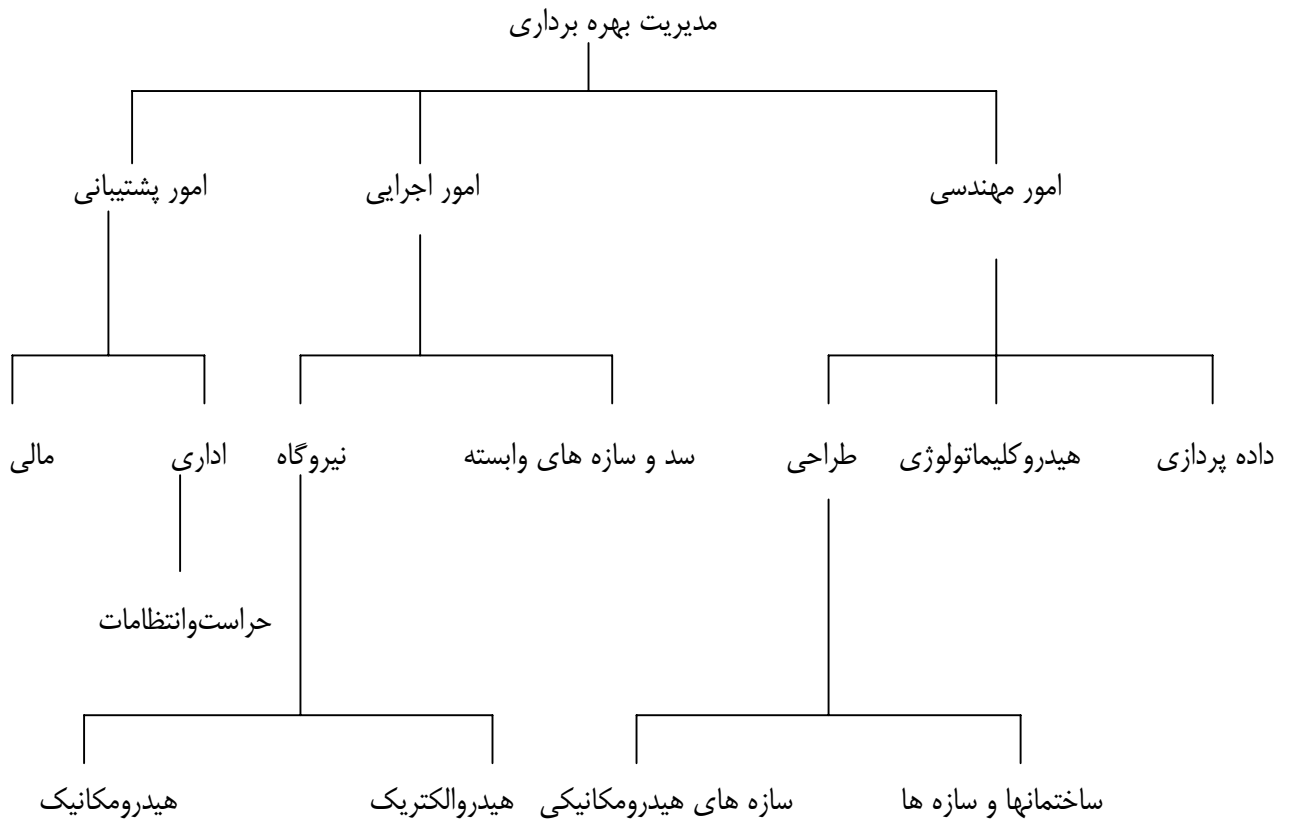 مدیریت بهره برداری
امور مهندسی
امور اجرایی
امور پشتیبانی
داده پردازی
هیدروکلیماتولوژی
طراحی
سد و سازه های وابسته
نیروگاه
اداری
مالی
حراست‌وانتظامات
ساختمانها و سازه ها
سازه های هیدرومکانیکی
هیدروالکتریک
هیدرومکانیک